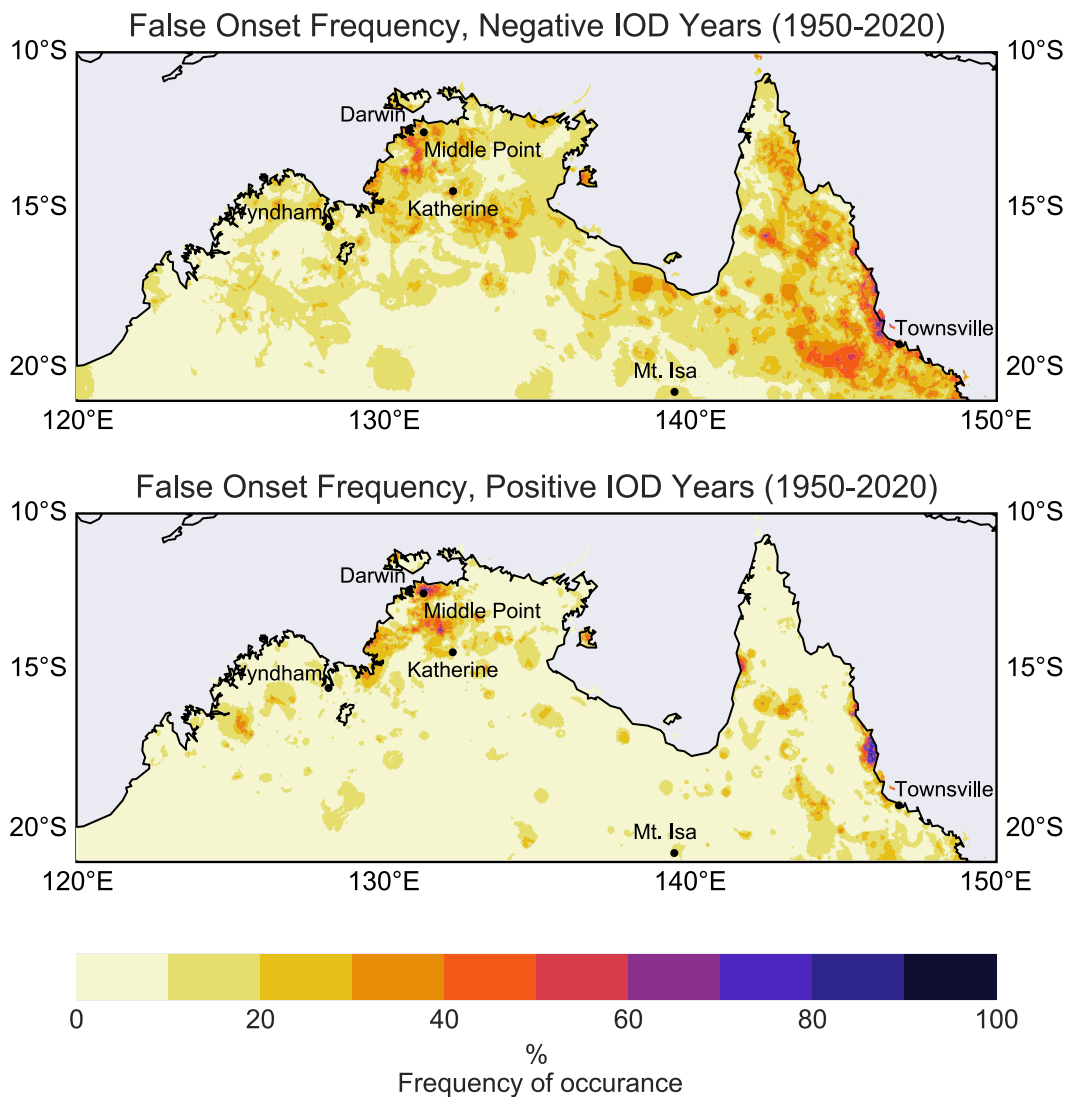 False Onset Frequency, Negative IOD Years (1950-2020)
10°S 10°S
Darwin
Middle Point
15°S Wyndham Katherine 15°S
Townsville
20°S Mt. Isa 20°S
120°E 130°E 140°E 150°E
False Onset Frequency, Positive IOD Years (1950-2020)
10°S 10°S
Darwin
Middle Point
15°S Wyndham Katherine 15°S
Townsville
20°S Mt. Isa 20°S
120°E 130°E 140°E 150°E
0 20 40 60 80 100
%
Frequency of occurance